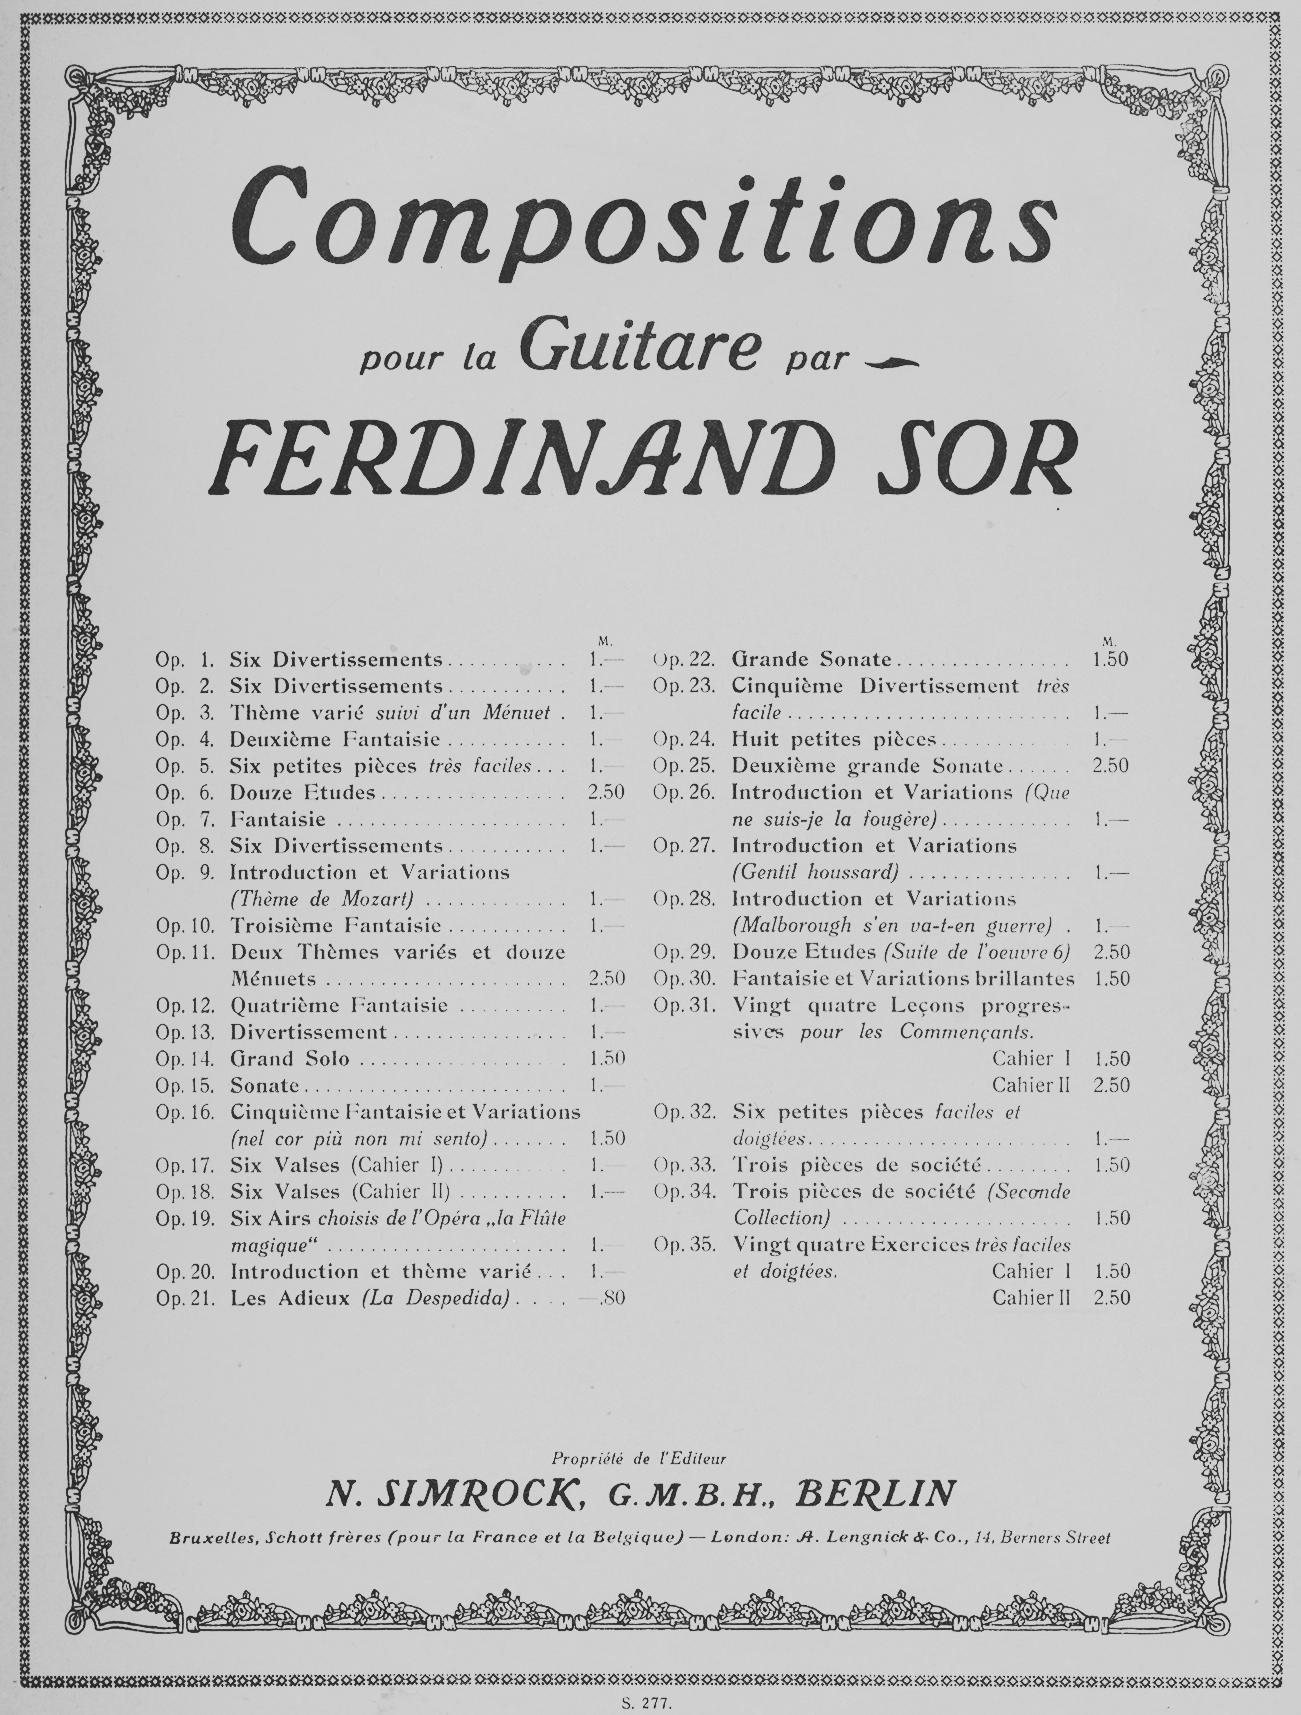 Compositions
pour la Guitare par
FERDINAND SOR
M.
Op. 1. Six Divertissements . . . . . . . . . . 1.—
Op. 2. Six Divertissements . . . . . . . . . . 1.—
Op. 3. Thème varié suivi d'un Ménuet . 1.—
Op. 4. Deuxième Fantaisie . . . . . . . . . . 1.—
Op. 5. Six petites pièces très faciles . . . 1.—
Op. 6. Douze Etudes . . . . . . . . . . 2.50
Op. 7. Fantaisie . . . . . . . . . . 1.—
Op. 8. Six Divertissements . . . . . . . . . . 1.—
Op. 9. Introduction et Variations
(Thème de Mozart) . . . . . . . . . . 1.—
Op. 10. Troisième Fantaisie . . . . . . . . . . 1.—
Op. 11. Deux Thèmes variés et douze
Ménuets . . . . . . . . . . 2.50
Op. 12. Quatrième Fantaisie . . . . . . . . . 1.—
Op. 13. Divertissement . . . . . . . . . . 1.—
Op. 14. Grand Solo . . . . . . . . . . 1.50
Op. 15. Sonate . . . . . . . . . . 1.—
Op. 16. Cinquième Fantaisie et Variations
(nel cor più non mi sento) . . . . . . . 1.50
Op. 17. Six Valses (Cahier I) . . . . . . . . . 1.—
Op. 18. Six Valses (Cahier II) . . . . . . . . . . 1.—
Op. 19. Six Airs choisis de l'Opéra „la Flûte
magique“ . . . . . . . . . . 1.—
Op. 20. Introduction et thème varié . . . 1.—
Op. 21. Les Adieux (La Despedida) . . . . —.80
M.
Op. 22. Grande Sonate . . . . . . . . . . 1.50
Op. 23. Cinquième Divertissement très
facile . . . . . . . . . . 1.—
Op. 24. Huit petites pièces . . . . . . . . . . 1.—
Op. 25. Deuxième grande Sonate . . . . . . 2.50
Op. 26. Introduction et Variations (Que
ne suis-je la fougère) . . . . . . . . . . 1.—
Op. 27. Introduction et Variations
(Gentil houssard) . . . . . . . . . . 1.—
Op. 28. Introduction et Variations
(Malborough s'en va-t-en guerre) . 1.—
Op. 29. Douze Etudes (Suite de l'oeuvre 6) 2.50
Op. 30. Fantaisie et Variations brillantes 1.50
Op. 31. Vingt quatre Leçons progres-
sives pour les Commençants.
Cahier I 1.50
Cahier II 2.50
Op. 32. Six petites pièces faciles et
doigtées . . . . . . . . . . 1.—
Op. 33. Trois pièces de société . . . . . . . . 1.50
Op. 34. Trois pièces de société (Seconde
Collection) . . . . . . . . . . 1.50
Op. 35. Vingt quatre Exercices très faciles
et doigtées. Cahier I 1.50
Cahier II 2.50
Propriété de l'Editeur
N. SIMROCK, G. M. B. H., BERLIN
Bruxelles, Schott frères (pour la France et la Belgique) — London: A. Lengnick & Co., 14, Berners Street
S. 277.